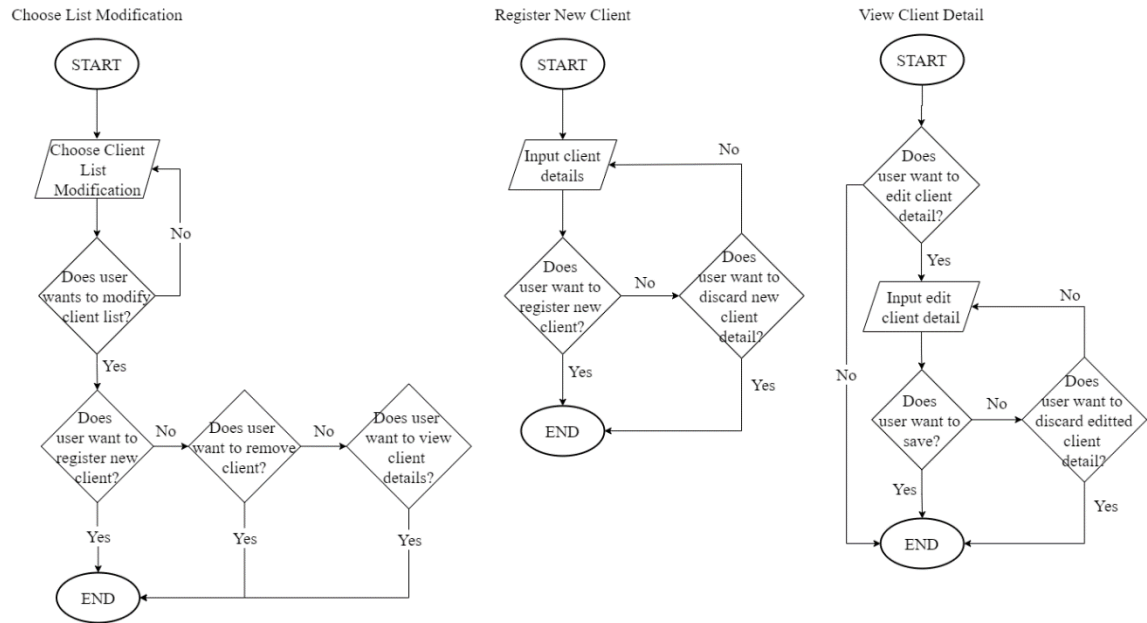 Choose List Modification
START
Choose Client
List
Modification
No
Does user
wants to modify
client list?
Yes
Does
user want to
register new
client?
No
Does user
want to remove
client?
No
Does user
want to view
client
details?
Yes
Yes
Yes
END
Register New Client
START
Input client
details
No
Does
user want to
register new
client?
No
Does
user want to
discard new
client
detail?
Yes
Yes
END
View Client Detail
START
Does
user want to
edit client
detail?
Yes
No
Input edit
client detail
No
Does
user want to
save?
No
Does
user want to
discard editted
client
detail?
Yes
Yes
END